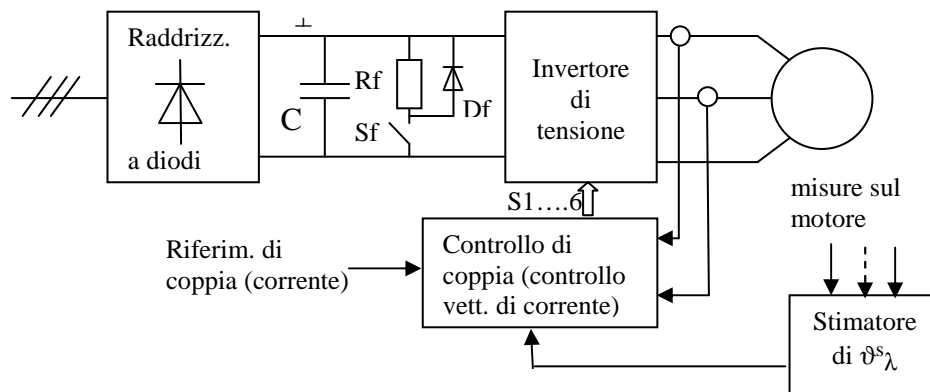 Raddrizz.
a diodi
+
C
Rf
Sf
Df
Invertore
di
tensione
S1….6
misure sul
motore
Riferim. di
coppia (corrente)
Controllo di
coppia (controllo
vett. di corrente)
Stimatore
di ϑˢλ